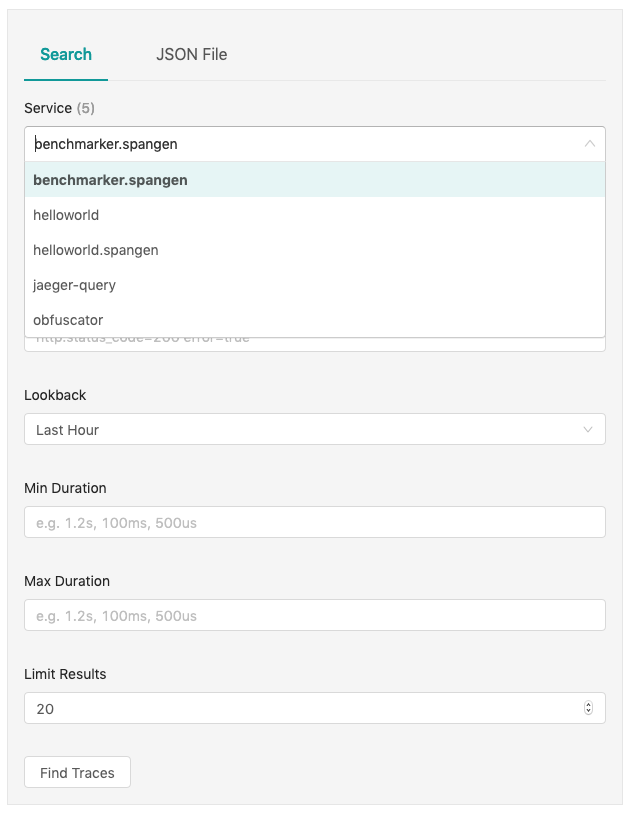 Search JSON File
Service (5)
benchmarker.spangen
benchmarker.spangen
helloworld
helloworld.spangen
jaeger-query
obfuscator
http.status_code=200 error=true
Lookback
Last Hour
Min Duration
e.g. 1.2s, 100ms, 500us
Max Duration
e.g. 1.2s, 100ms, 500us
Limit Results
20
Find Traces